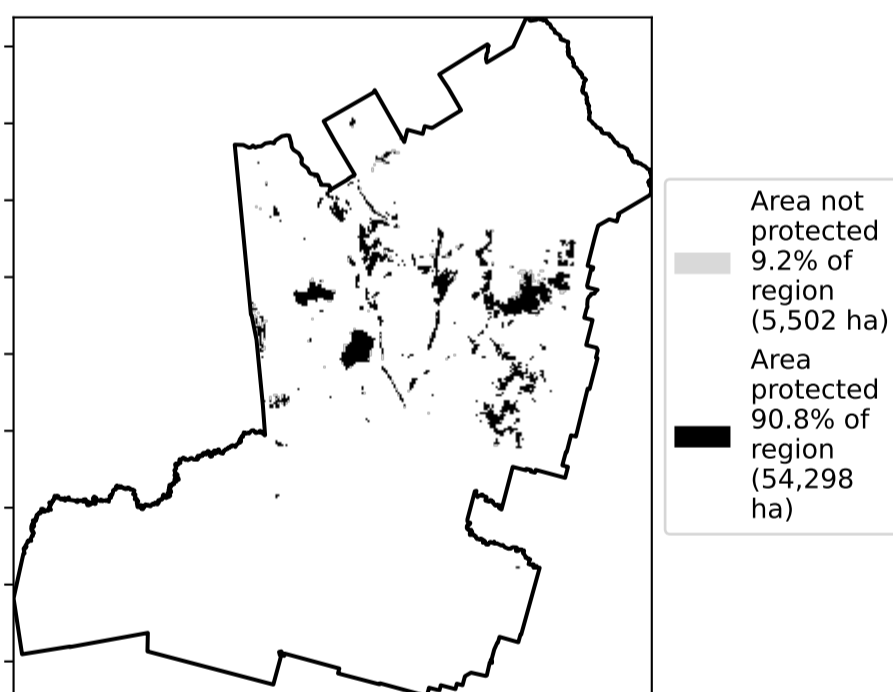 Area not
protected
9.2% of
region
(5,502 ha)
Area
protected
90.8% of
region
(54,298
ha)